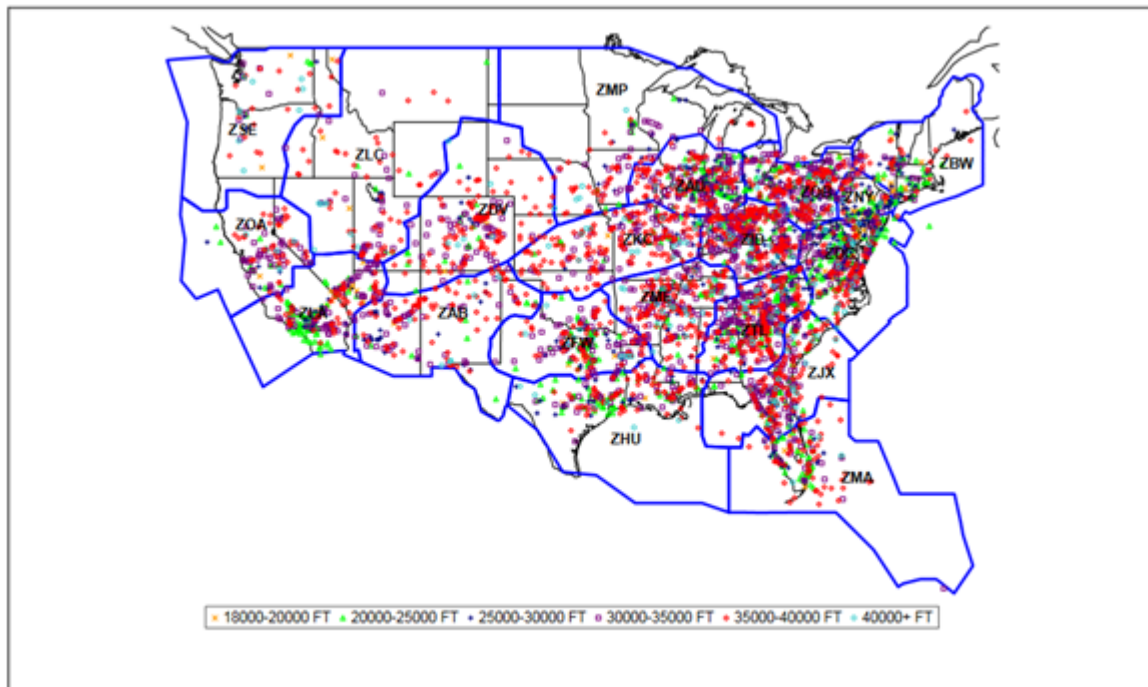 ZMP
ZSE
ZLC
ZBW
ZAU
ZOB
ZNY
ZDV
ZOA
ZKC
ZID
ZDC
ZLA
ZAB
ZME
ZTL
ZFW
ZJX
ZHU
ZMA
18000-20000 FT 20000-25000 FT 25000-30000 FT 30000-35000 FT 35000-40000 FT 40000+ FT